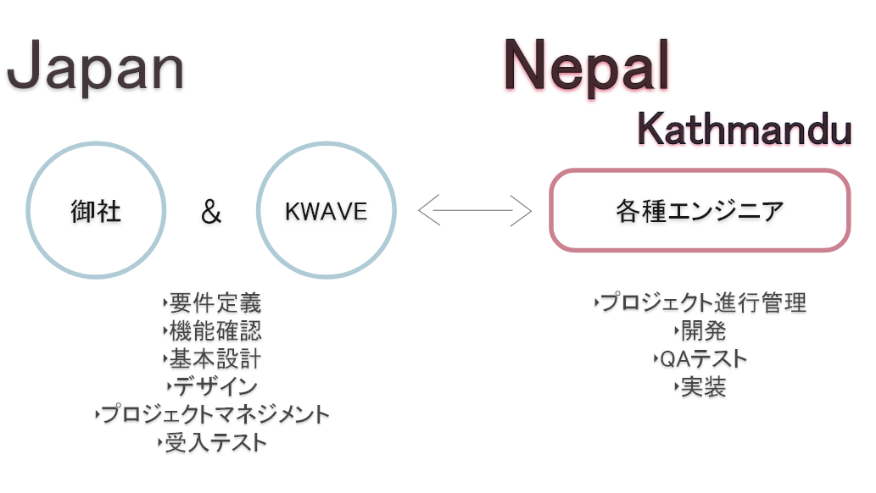 Japan
Nepal
Kathmandu
御社
&
KWAVE
各種エンジニア
‣要件定義
‣機能確認
‣基本設計
‣デザイン
‣プロジェクトマネジメント
‣受入テスト
‣プロジェクト進行管理
‣開発
‣QAテスト
‣実装